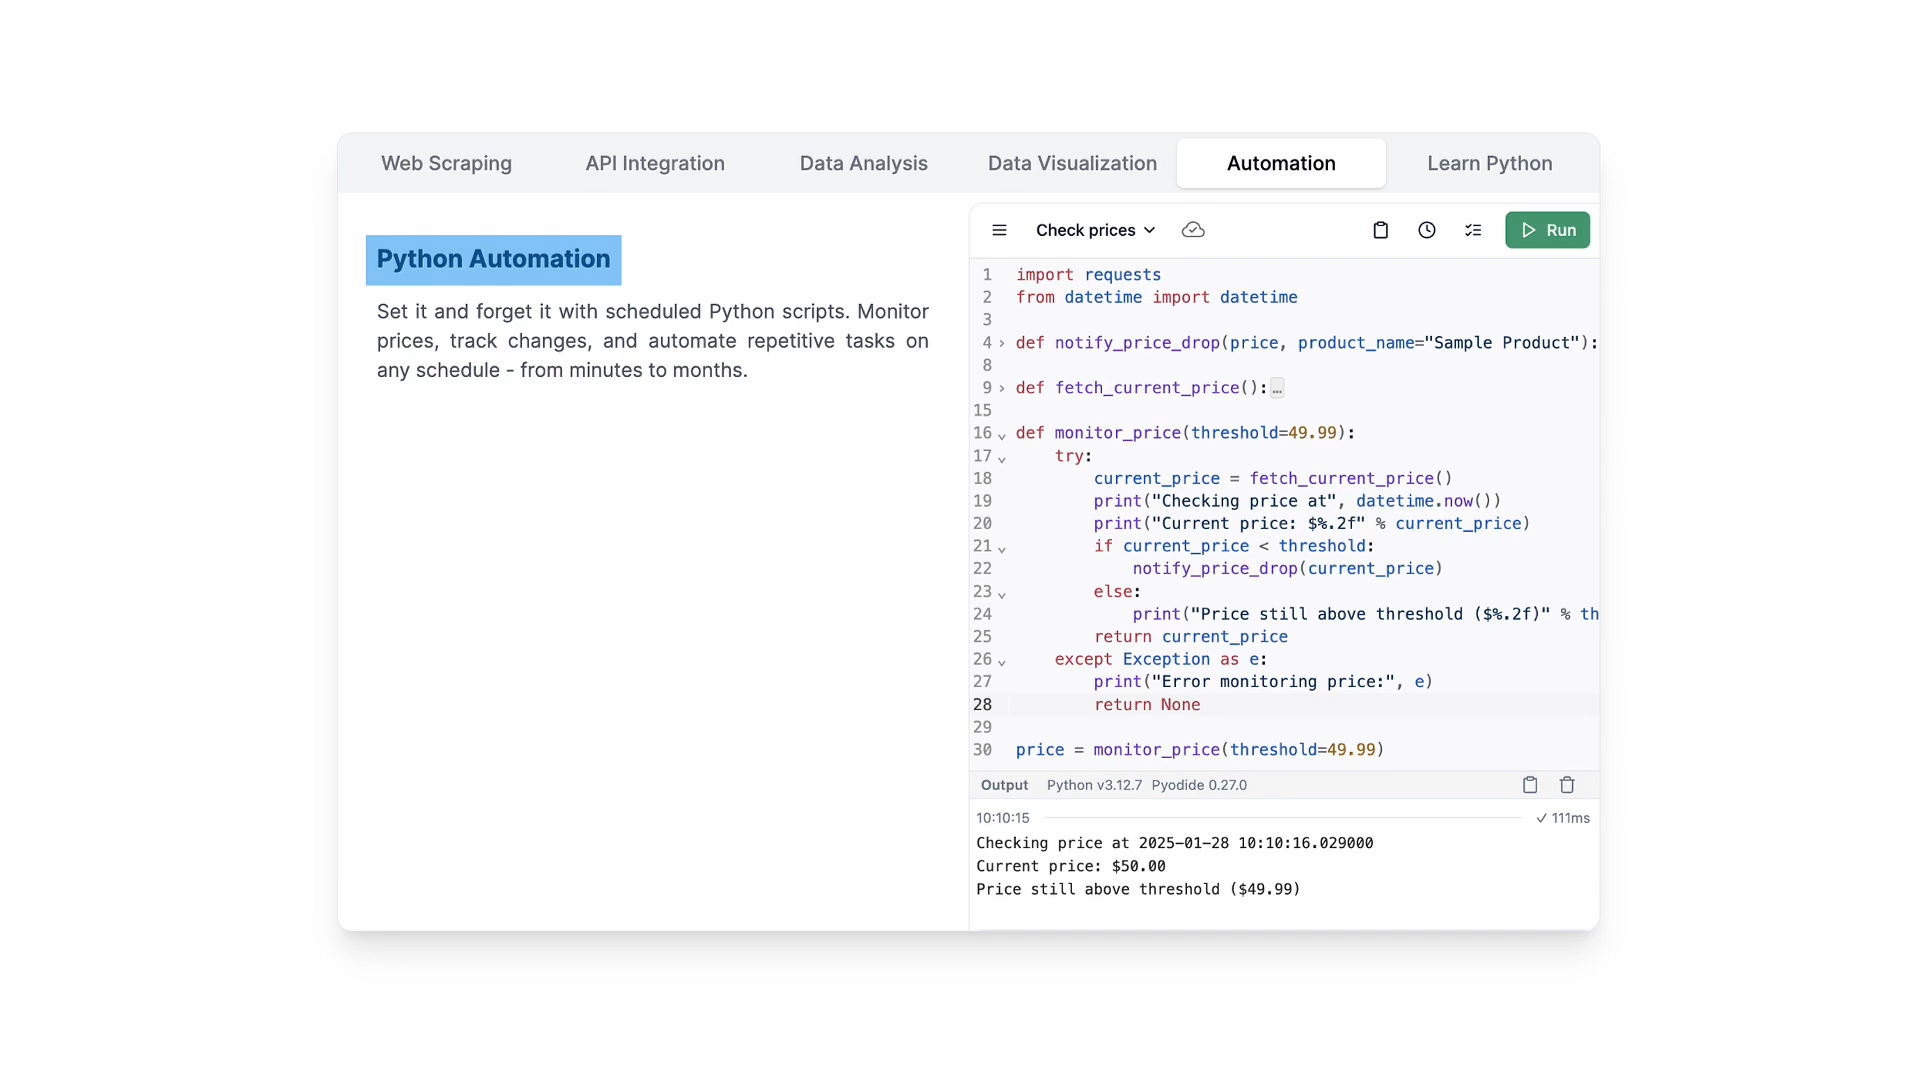 Web Scraping
API Integration
Data Analysis
Data Visualization
Automation
Learn Python
Python Automation
Set it and forget it with scheduled Python scripts. Monitor
prices, track changes, and automate repetitive tasks on
any schedule - from minutes to months.
Check prices
Run
1 import requests
2 from datetime import datetime
3
4 def notify_price_drop(price, product_name="Sample Product"):
8
9 def fetch_current_price():…
15
16 def monitor_price(threshold=49.99):
17     try:
18         current_price = fetch_current_price()
19         print("Checking price at", datetime.now())
20         print("Current price: $%.2f" % current_price)
21         if current_price < threshold:
22             notify_price_drop(current_price)
23         else:
24             print("Price still above threshold ($%.2f)" % th
25         return current_price
26     except Exception as e:
27         print("Error monitoring price:", e)
28         return None
29
30 price = monitor_price(threshold=49.99)
Output Python v3.12.7 Pyodide 0.27.0
10:10:15 ✓ 111ms
Checking price at 2025-01-28 10:10:16.029000
Current price: $50.00
Price still above threshold ($49.99)